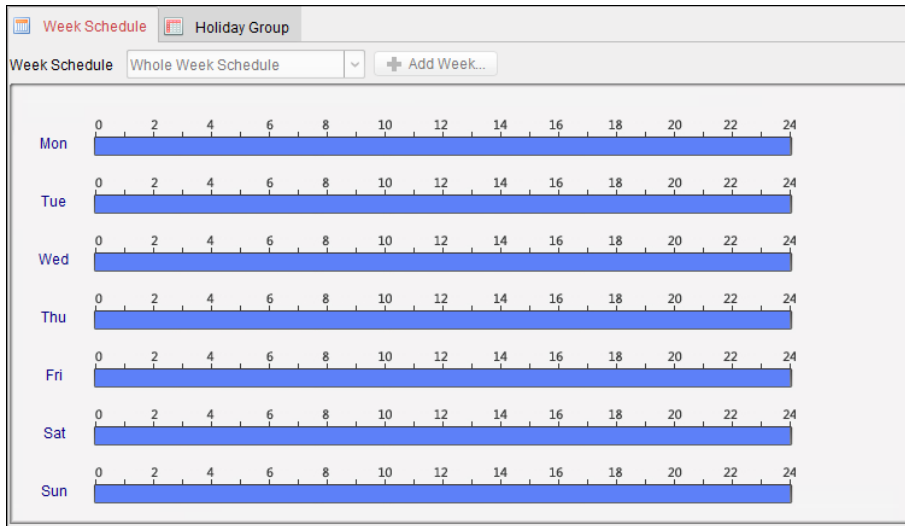 Week Schedule Holiday Group
Week Schedule Whole Week Schedule Add Week...
0 2 4 6 8 10 12 14 16 18 20 22 24
Mon
0 2 4 6 8 10 12 14 16 18 20 22 24
Tue
0 2 4 6 8 10 12 14 16 18 20 22 24
Wed
0 2 4 6 8 10 12 14 16 18 20 22 24
Thu
0 2 4 6 8 10 12 14 16 18 20 22 24
Fri
0 2 4 6 8 10 12 14 16 18 20 22 24
Sat
0 2 4 6 8 10 12 14 16 18 20 22 24
Sun